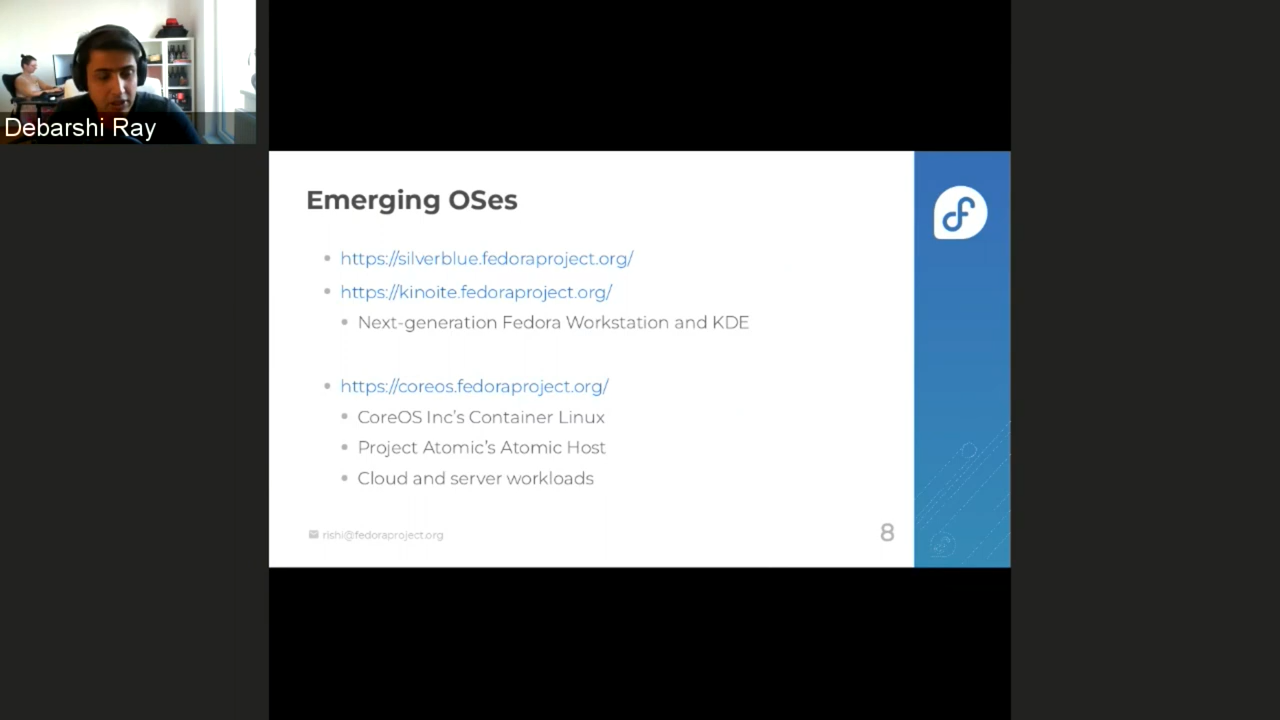 Debarshi Ray
Emerging OSes
https://silverblue.fedoraproject.org/
https://kinoite.fedoraproject.org/
Next-generation Fedora Workstation and KDE
https://coreos.fedoraproject.org/
CoreOS Inc’s Container Linux
Project Atomic’s Atomic Host
Cloud and server workloads
rishi@fedoraproject.org
8